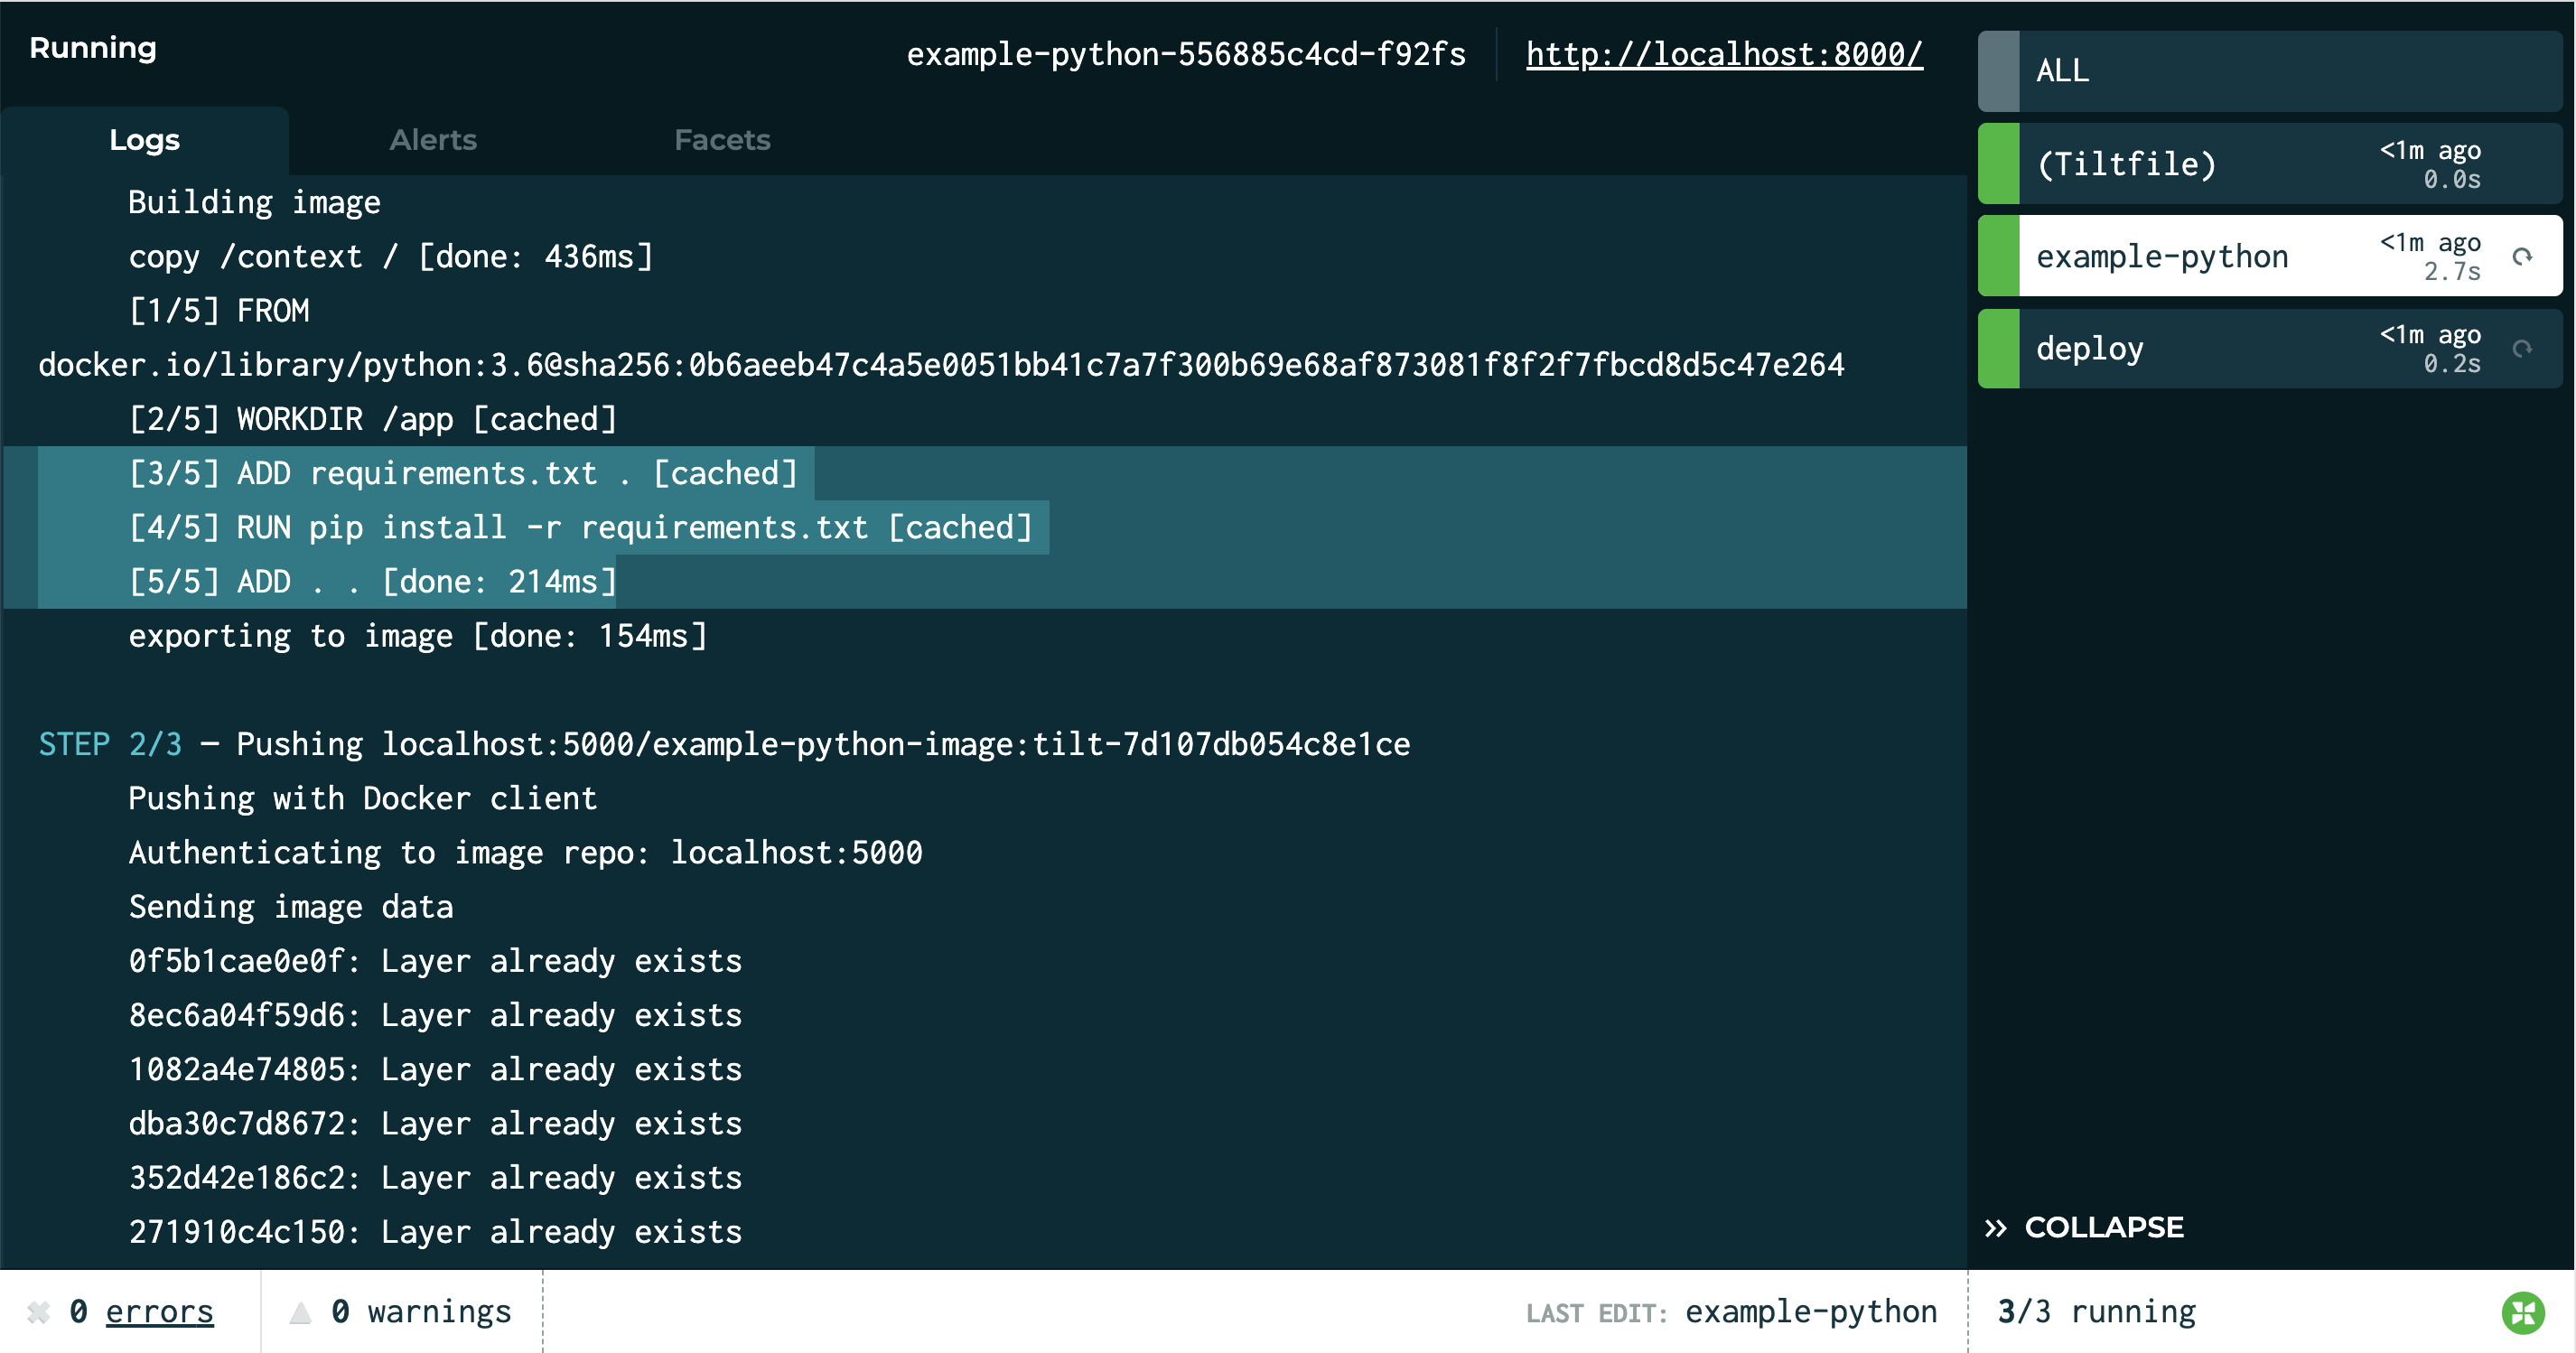 Running
example-python-556885c4cd-f92fs
http://localhost:8000/
Logs
Alerts
Facets
Building image
copy /context / [done: 436ms]
[1/5] FROM
docker.io/library/python:3.6@sha256:0b6aeeb47c4a5e0051bb41c7a7f300b69e68af873081f8f2f7fbcd8d5c47e264
[2/5] WORKDIR /app [cached]
[3/5] ADD requirements.txt . [cached]
[4/5] RUN pip install -r requirements.txt [cached]
[5/5] ADD . . [done: 214ms]
exporting to image [done: 154ms]
STEP 2/3 — Pushing localhost:5000/example-python-image:tilt-7d107db054c8e1ce
Pushing with Docker client
Authenticating to image repo: localhost:5000
Sending image data
0f5b1cae0e0f: Layer already exists
8ec6a04f59d6: Layer already exists
1082a4e74805: Layer already exists
dba30c7d8672: Layer already exists
352d42e186c2: Layer already exists
271910c4c150: Layer already exists
ALL
(Tiltfile)
<1m ago
0.0s
example-python
<1m ago
2.7s
deploy
<1m ago
0.2s
COLLAPSE
0 errors
0 warnings
LAST EDIT: example-python
3/3 running